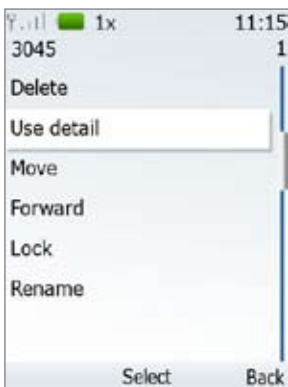 1x 11:15
3045 1
Delete
Use detail
Move
Forward
Lock
Rename
Select Back